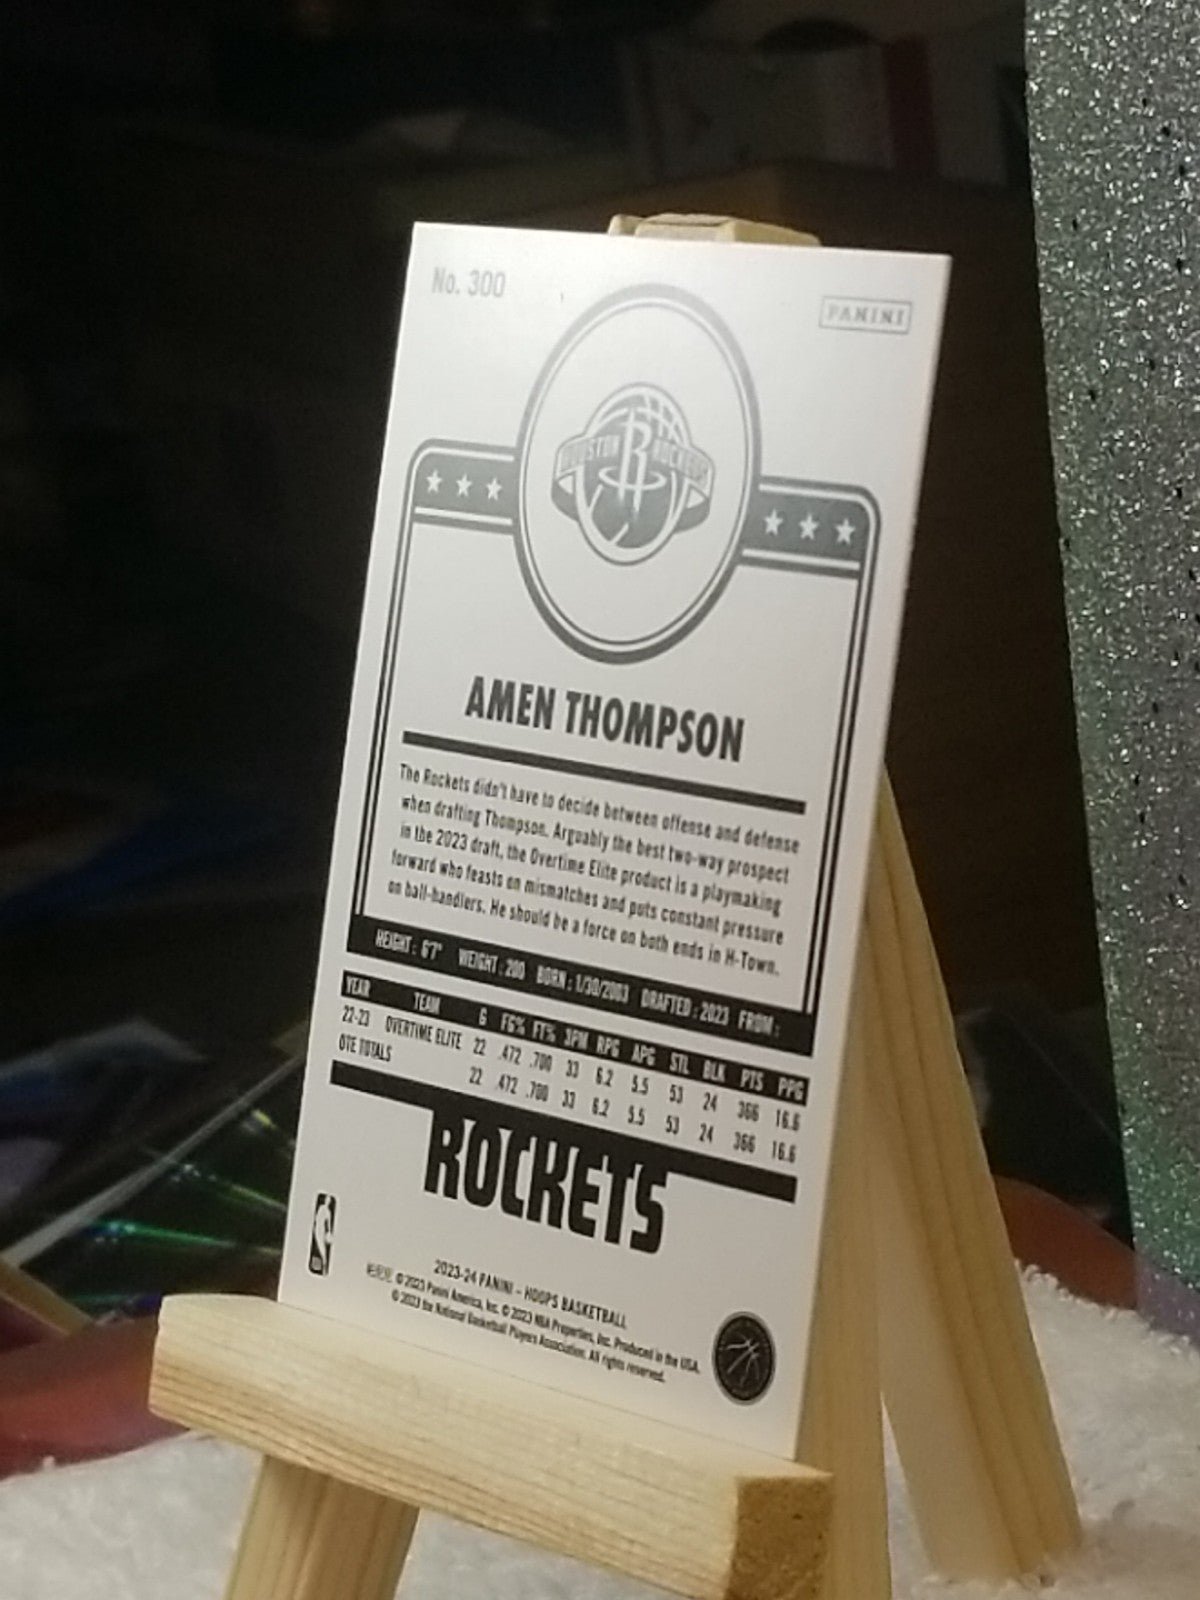 No. 300
PANINI
HOUSTON ROCKETS
AMEN THOMPSON
The Rockets didn't have to decide between offense and defense
when drafting Thompson. Arguably the best two-way prospect
in the 2023 draft, the Overtime Elite product is a playmaking
forward who feasts on mismatches and puts constant pressure
on ball-handlers. He should be a force on both ends in H-Town.
HEIGHT: 6'7" WEIGHT: 200 BORN: 1/30/2003 DRAFTED: 2023 FROM:
YEAR TEAM G FG% FT% 3PM RPG APG STL BLK PTS PPG
22-23 OVERTIME ELITE 22 .472 .700 33 6.2 5.5 53 24 366 16.6
OTE TOTALS 22 .472 .700 33 6.2 5.5 53 24 366 16.6
ROCKETS
2023-24 PANINI - HOOPS BASKETBALL
© 2023 Panini America, Inc. © 2023 NBA Properties, Inc. Produced in the USA.
© 2023 the National Basketball Players Association. All rights reserved.